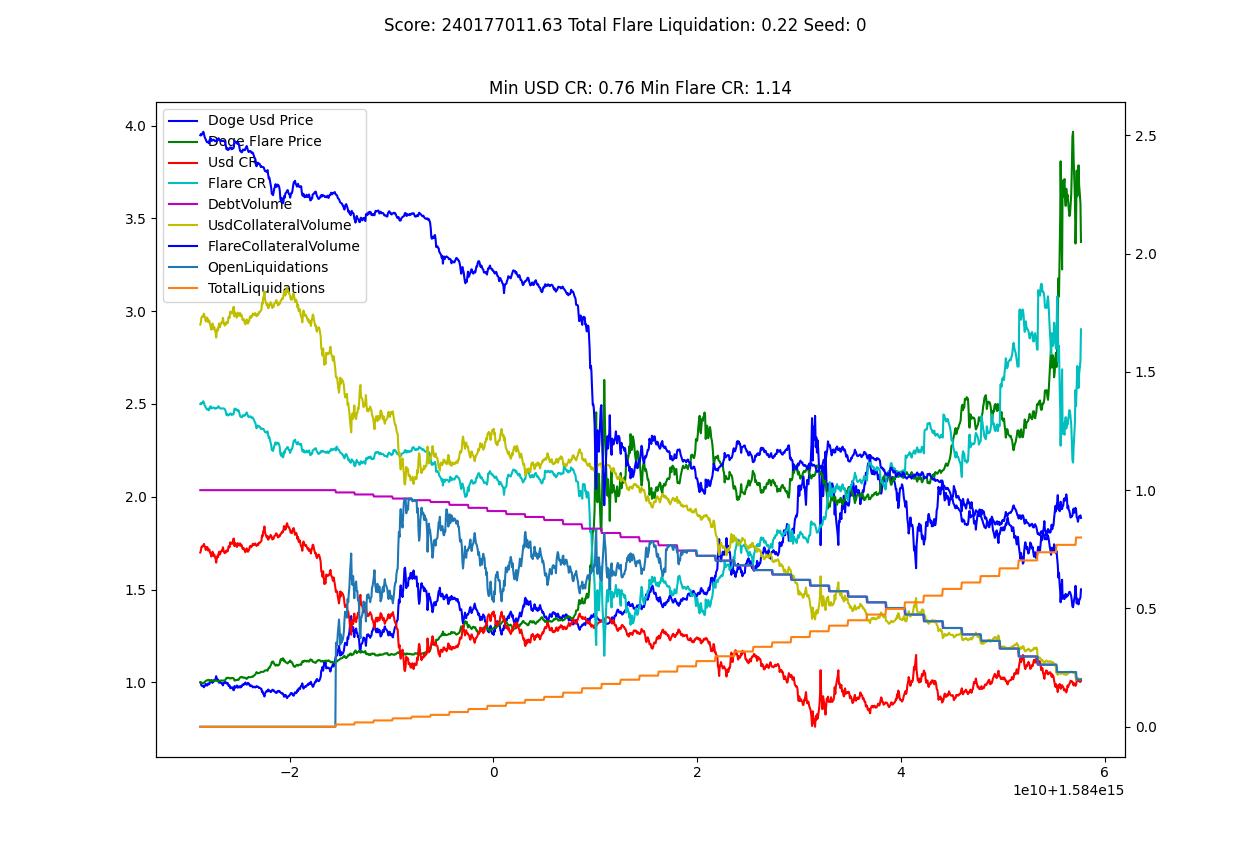 Score: 240177011.63 Total Flare Liquidation: 0.22 Seed: 0
Min USD CR: 0.76 Min Flare CR: 1.14
Doge Usd Price
Doge Flare Price
Usd CR
Flare CR
DebtVolume
UsdCollateralVolume
FlareCollateralVolume
OpenLiquidations
TotalLiquidations
4.0
3.5
3.0
2.5
2.0
1.5
1.0
2.5
2.0
1.5
1.0
0.5
0.0
−2
0
2
4
6
1e10+1.584e15